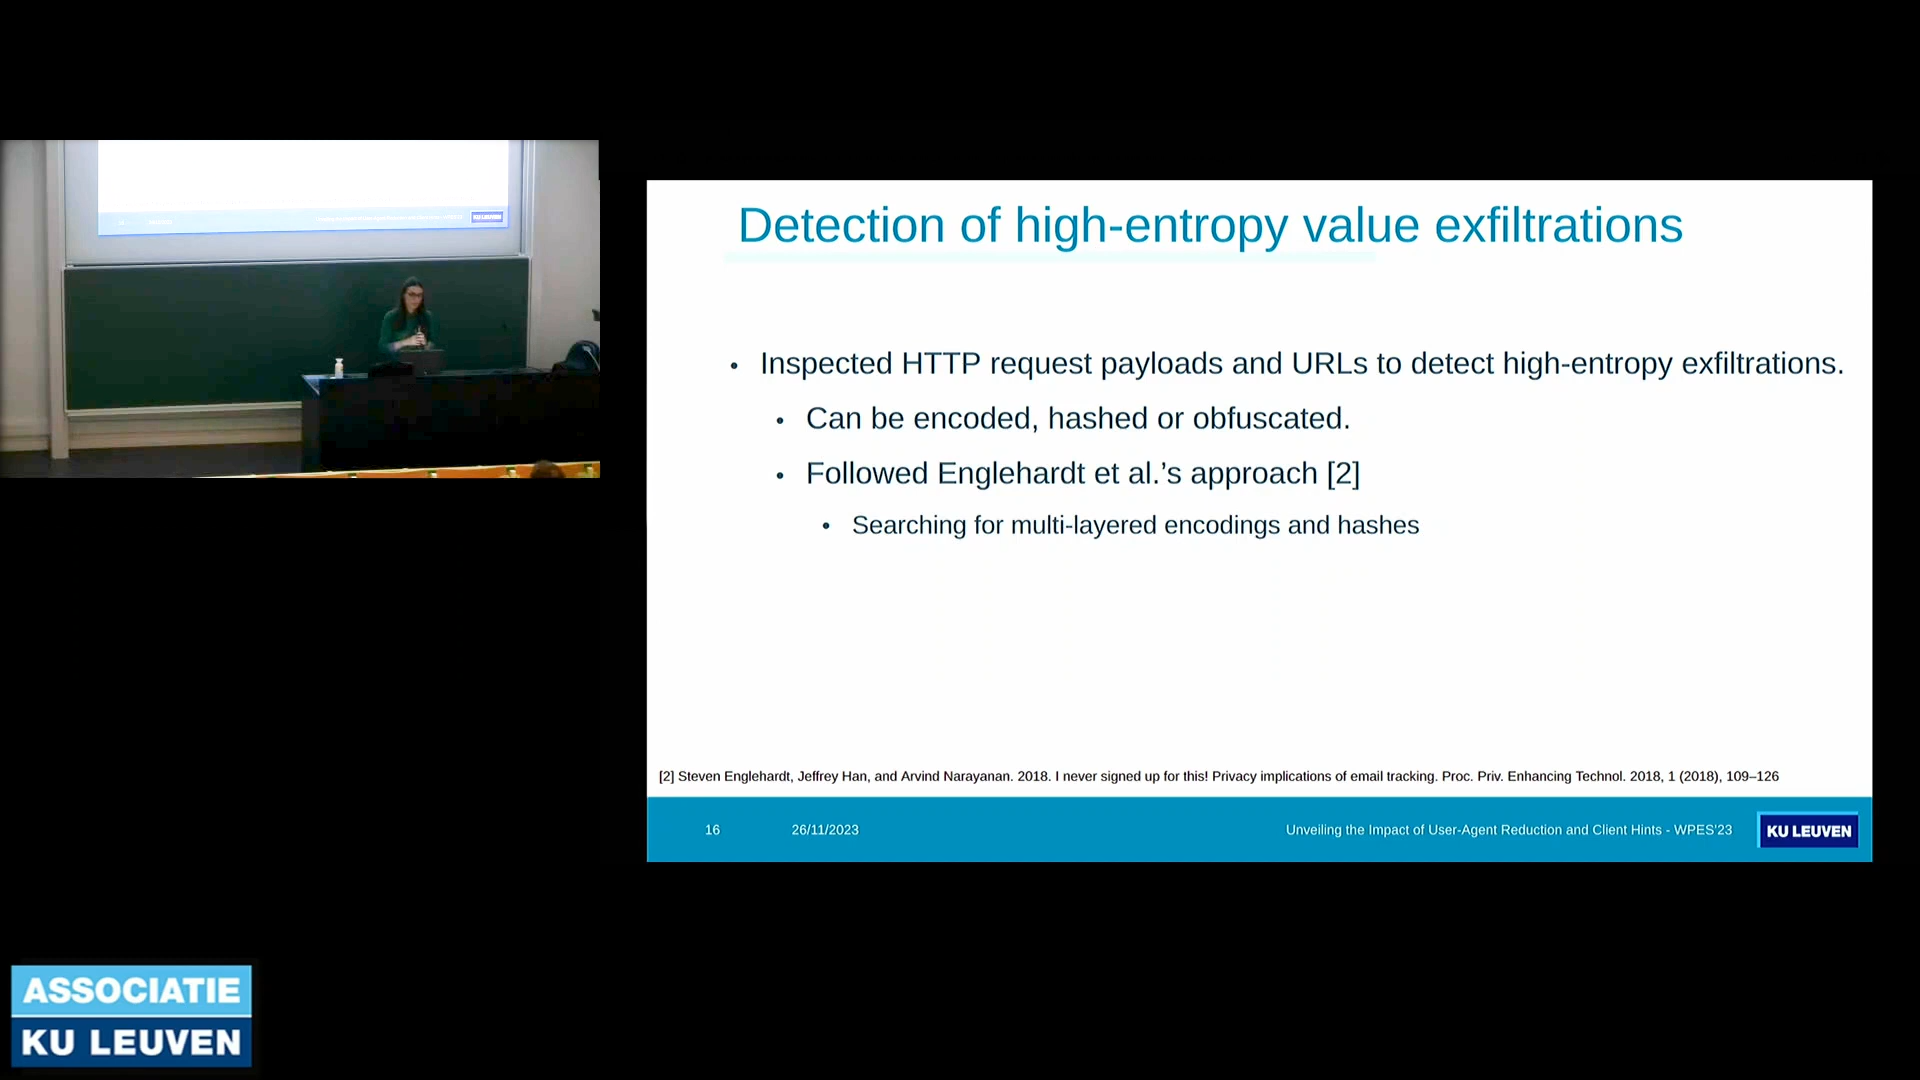 Detection of high-entropy value exfiltrations
• Inspected HTTP request payloads and URLs to detect high-entropy exfiltrations.
• Can be encoded, hashed or obfuscated.
• Followed Englehardt et al.’s approach [2]
• Searching for multi-layered encodings and hashes
[2] Steven Englehardt, Jeffrey Han, and Arvind Narayanan. 2018. I never signed up for this! Privacy implications of email tracking. Proc. Priv. Enhancing Technol. 2018, 1 (2018), 109–126
16 26/11/2023 Unveiling the Impact of User-Agent Reduction and Client Hints - WPES'23 KU LEUVEN
KU LEUVEN
ASSOCIATIE
KU LEUVEN